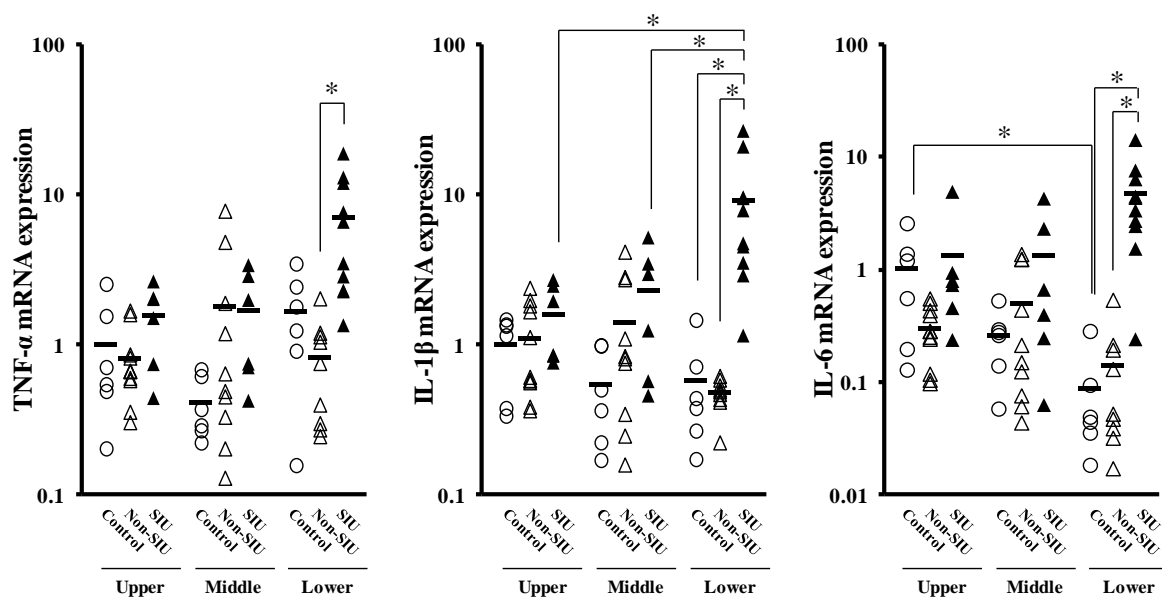 TNF-α mRNA expression
100
10
1
0.1
*
Control
Non-SIU
SIU
Control
Non-SIU
SIU
Control
Non-SIU
SIU
Upper
Middle
Lower
IL-1β mRNA expression
100
10
1
0.1
*
*
*
*
Control
Non-SIU
SIU
Control
Non-SIU
SIU
Control
Non-SIU
SIU
Upper
Middle
Lower
IL-6 mRNA expression
100
10
1
0.1
0.01
*
*
*
Control
Non-SIU
SIU
Control
Non-SIU
SIU
Control
Non-SIU
SIU
Upper
Middle
Lower